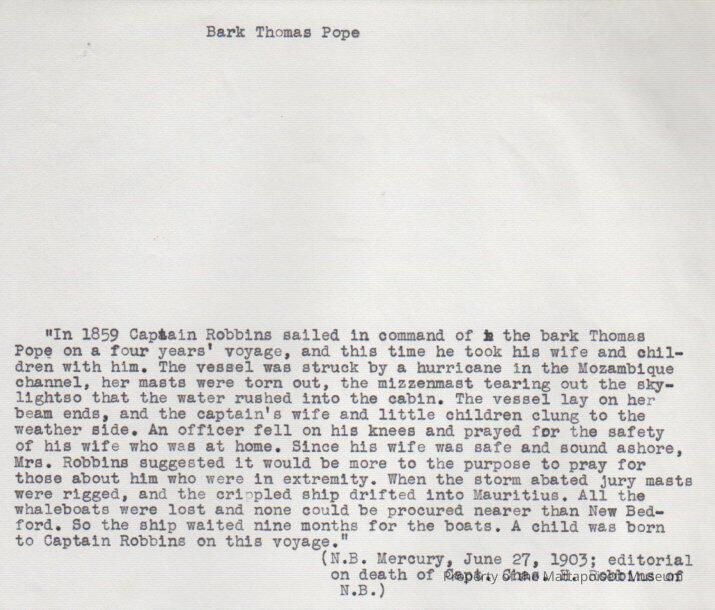 Bark Thomas Pope
"In 1859 Captain Robbins sailed in command of the bark Thomas
Pope on a four years' voyage, and this time he took his wife and chil-
dren with him. The vessel was struck by a hurricane in the Mozambique
channel, her masts were torn out, the mizzenmast tearing out the sky-
lightso that the water rushed into the cabin. The vessel lay on her
beam ends, and the captain's wife and little children clung to the
weather side. An officer fell on his knees and prayed for the safety
of his wife who was at home. Since his wife was safe and sound ashore,
Mrs. Robbins suggested it would be more to the purpose to pray for
those about him who were in extremity. When the storm abated jury masts
were rigged, and the crippled ship drifted into Mauritius. All the
whaleboats were lost and none could be procured nearer than New Bed-
ford. So the ship waited nine months for the boats. A child was born
to Captain Robbins on this voyage."
(N.B. Mercury, June 27, 1903; editorial
on death of Capt. Chas. H. Robbins of
N.B.)
Property of the Mattapoisett Museum